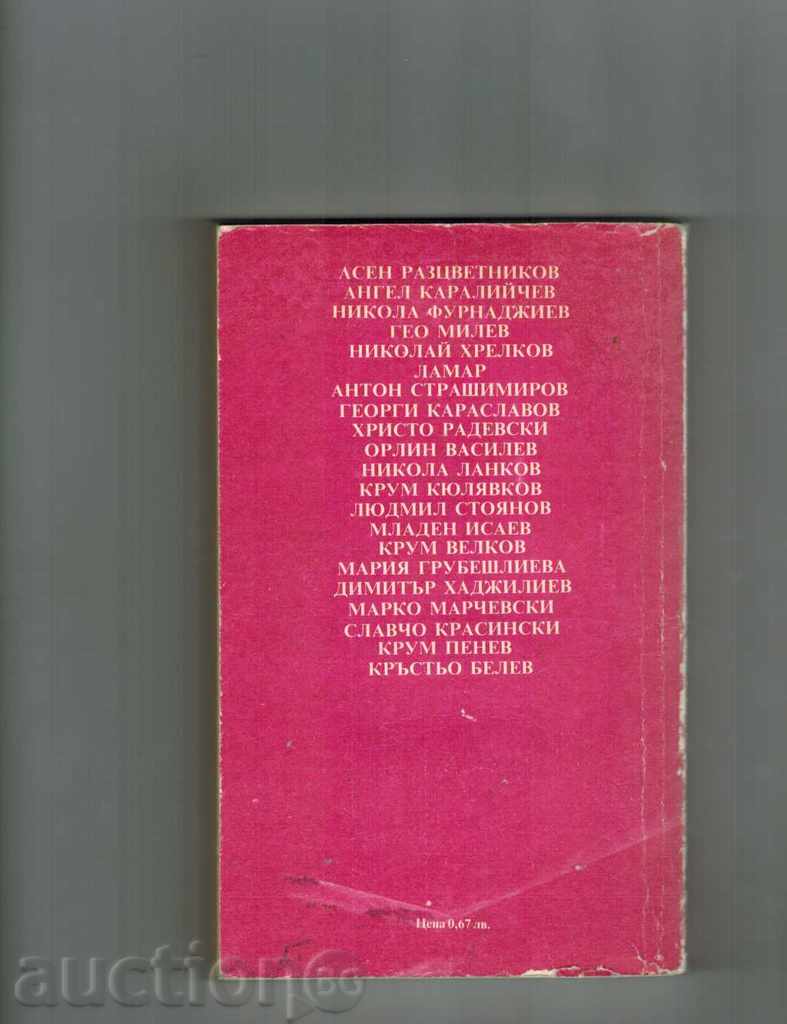 АСЕН РАЗЦВЕТНИКОВ
АНГЕЛ КАРАЛИЙЧЕВ
НИКОЛА ФУРНАДЖИЕВ
ГЕО МИЛЕВ
НИКОЛАЙ ХРЕЛКОВ
ЛАМАР
АНТОН СТРАШИМИРОВ
ГЕОРГИ КАРАСЛАВОВ
ХРИСТО РАДЕВСКИ
ОРЛИН ВАСИЛЕВ
НИКОЛА ЛАНКОВ
КРУМ КЮЛЯВКОВ
ЛЮДМИЛ СТОЯНОВ
МЛАДЕН ИСАЕВ
КРУМ ВЕЛКОВ
МАРИЯ ГРУБЕШЛИЕВА
ДИМИТЪР ХАДЖИЛИЕВ
МАРКО МАРЧЕВСКИ
СЛАВЧО КРАСИНСКИ
КРУМ ПЕНЕВ
КРЪСТЬО БЕЛЕВ
Цена 0,67 лв.
auction66